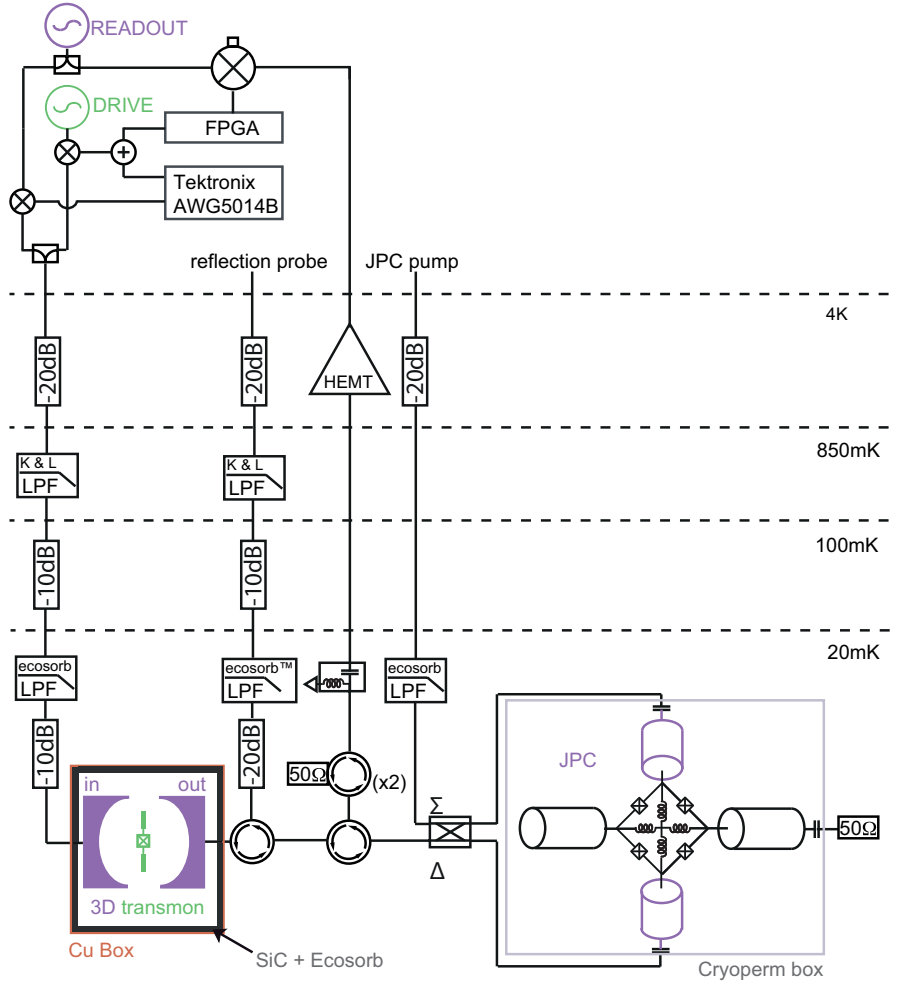 READOUT
DRIVE
FPGA
Tektronix
AWG5014B
reflection probe
JPC pump
4K
-20dB
-20dB
HEMT
-20dB
850mK
K & L
LPF
K & L
LPF
100mK
-10dB
-10dB
20mK
ecosorb
LPF
ecosorb™
LPF
ecosorb
LPF
-10dB
-20dB
50Ω
(x2)
JPC
in
out
Σ
Δ
50Ω
3D transmon
Cu Box
SiC + Ecosorb
Cryoperm box